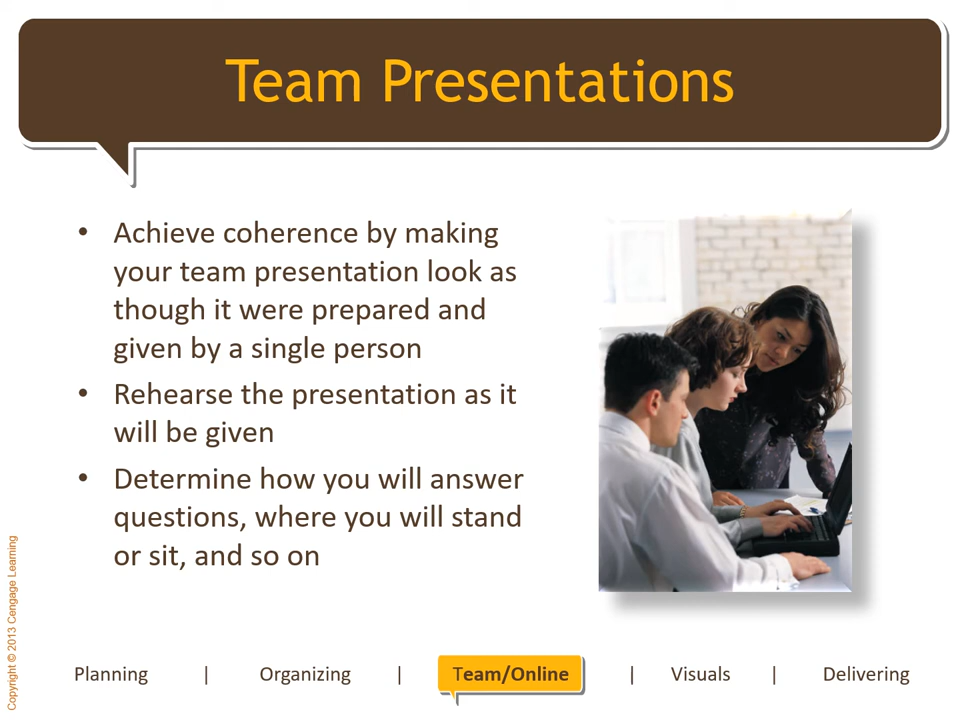 Team Presentations
• Achieve coherence by making
your team presentation look as
though it were prepared and
given by a single person
• Rehearse the presentation as it
will be given
• Determine how you will answer
questions, where you will stand
or sit, and so on
Copyright © 2013 Cengage Learning
Planning | Organizing | Team/Online | Visuals | Delivering